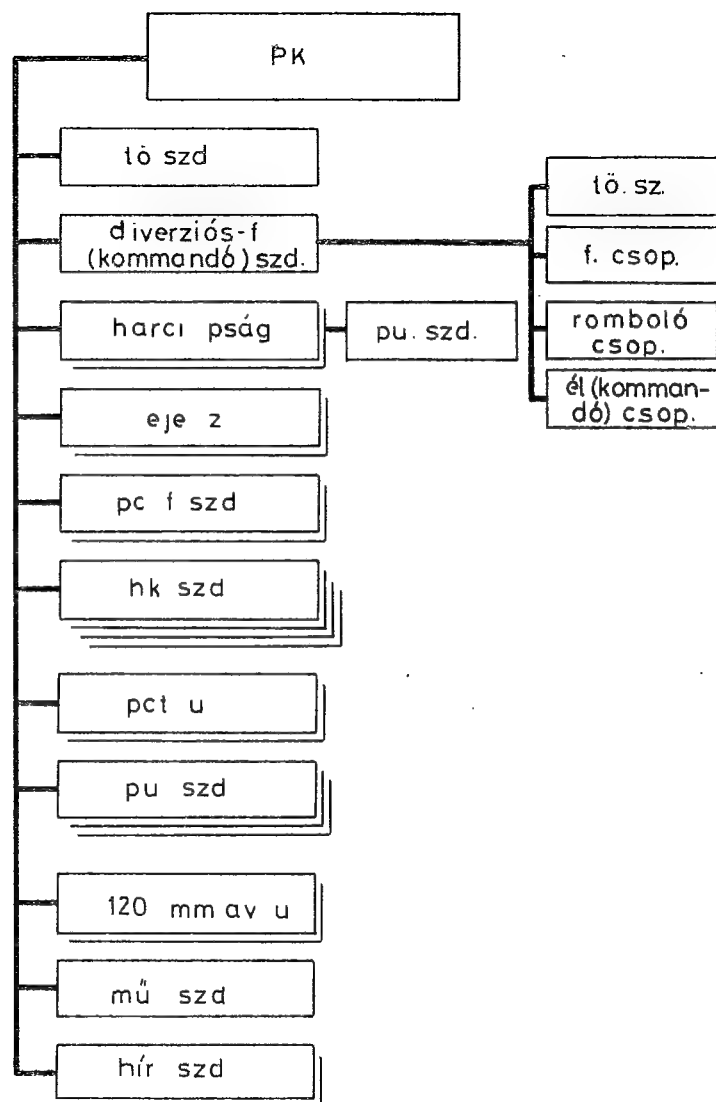 PK
tö szd
diverziós-f
(kommandó) szd.
harci pság
pu. szd.
eje z
pc f szd
hk szd
pct u
pu szd
120 mm av u
mű szd
hír szd
tö. sz.
f. csop.
romboló
csop.
él (komman-
dó) csop.